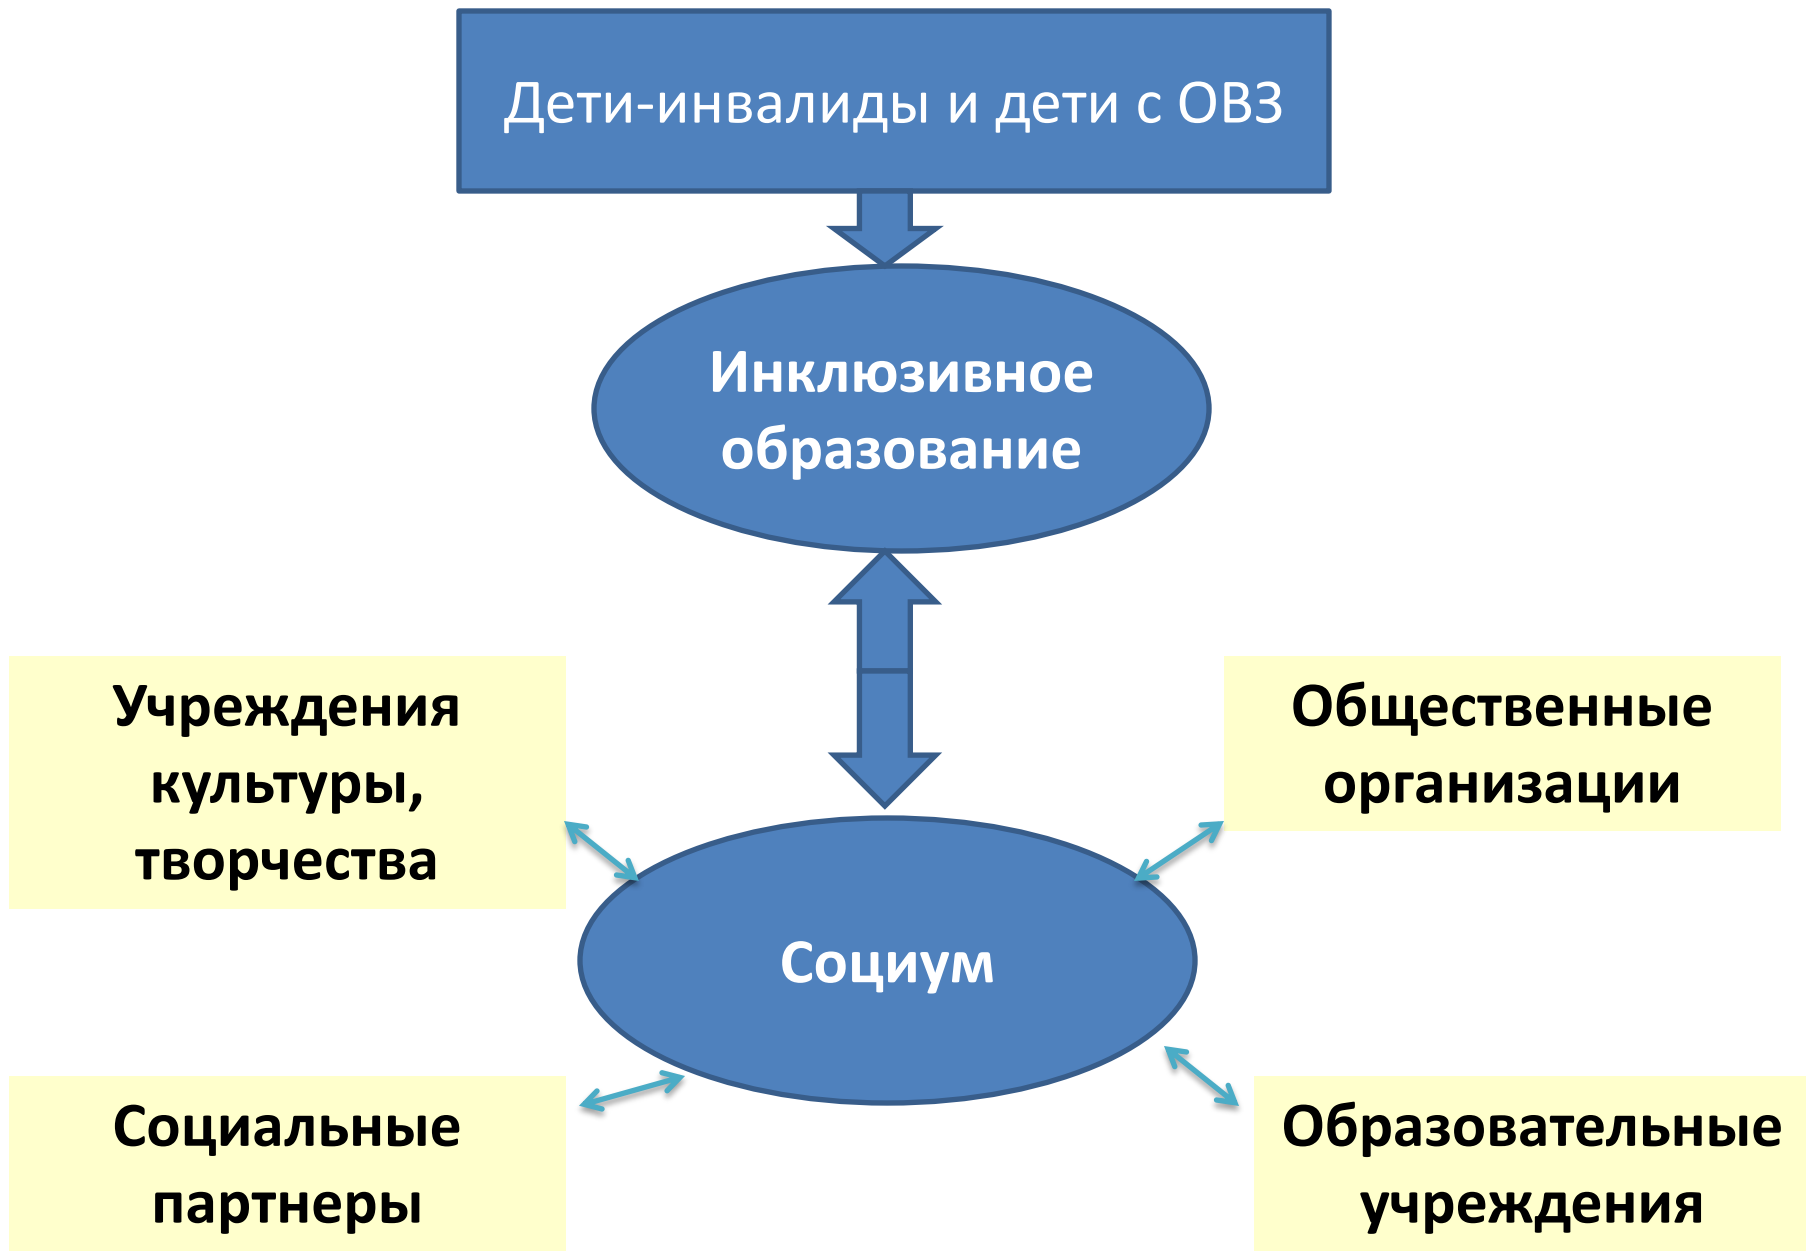 Дети-инвалиды и дети с ОВЗ
Инклюзивное
образование
Учреждения
культуры,
творчества
Общественные
организации
Социум
Социальные
партнеры
Образовательные
учреждения